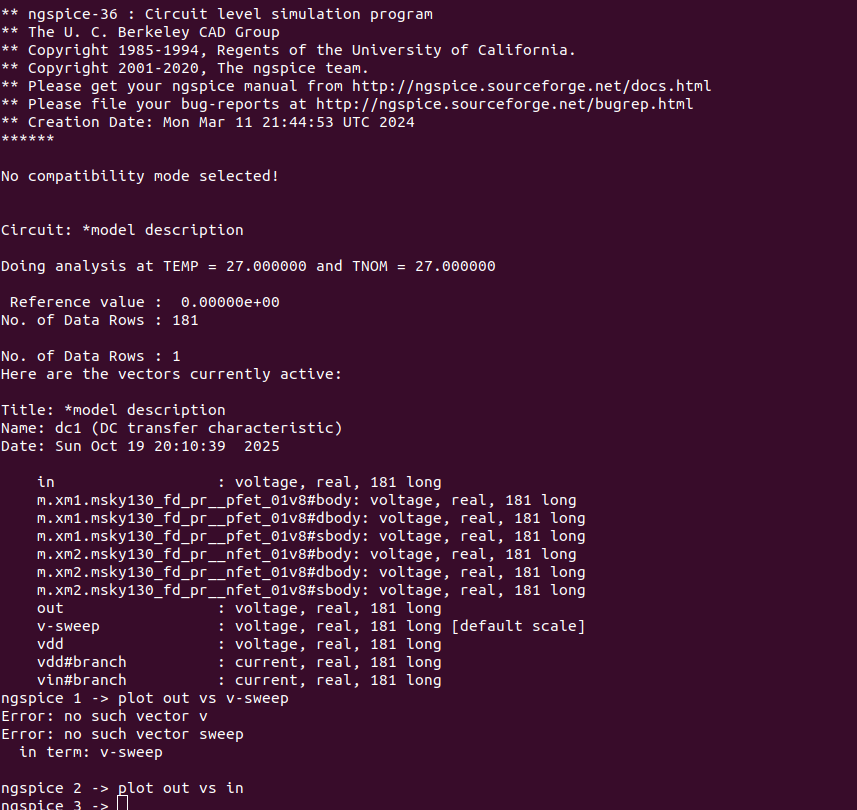 ** ngspice-36 : Circuit level simulation program
** The U. C. Berkeley CAD Group
** Copyright 1985-1994, Regents of the University of California.
** Copyright 2001-2020, The ngspice team.
** Please get your ngspice manual from http://ngspice.sourceforge.net/docs.html
** Please file your bug-reports at http://ngspice.sourceforge.net/bugrep.html
** Creation Date: Mon Mar 11 21:44:53 UTC 2024
******
No compatibility mode selected!
Circuit: *model description
Doing analysis at TEMP = 27.000000 and TNOM = 27.000000
Reference value :  0.00000e+00
No. of Data Rows : 181
No. of Data Rows : 1
Here are the vectors currently active:
Title: *model description
Name: dc1 (DC transfer characteristic)
Date: Sun Oct 19 20:10:39  2025
in                  : voltage, real, 181 long
m.xm1.msky130_fd_pr__pfet_01v8#body: voltage, real, 181 long
m.xm1.msky130_fd_pr__pfet_01v8#dbody: voltage, real, 181 long
m.xm1.msky130_fd_pr__pfet_01v8#sbody: voltage, real, 181 long
m.xm2.msky130_fd_pr__nfet_01v8#body: voltage, real, 181 long
m.xm2.msky130_fd_pr__nfet_01v8#dbody: voltage, real, 181 long
m.xm2.msky130_fd_pr__nfet_01v8#sbody: voltage, real, 181 long
out                 : voltage, real, 181 long
v-sweep             : voltage, real, 181 long [default scale]
vdd                 : voltage, real, 181 long
vdd#branch          : current, real, 181 long
vin#branch          : current, real, 181 long
ngspice 1 -> plot out vs v-sweep
Error: no such vector v
Error: no such vector sweep
in term: v-sweep
ngspice 2 -> plot out vs in
ngspice 3 ->